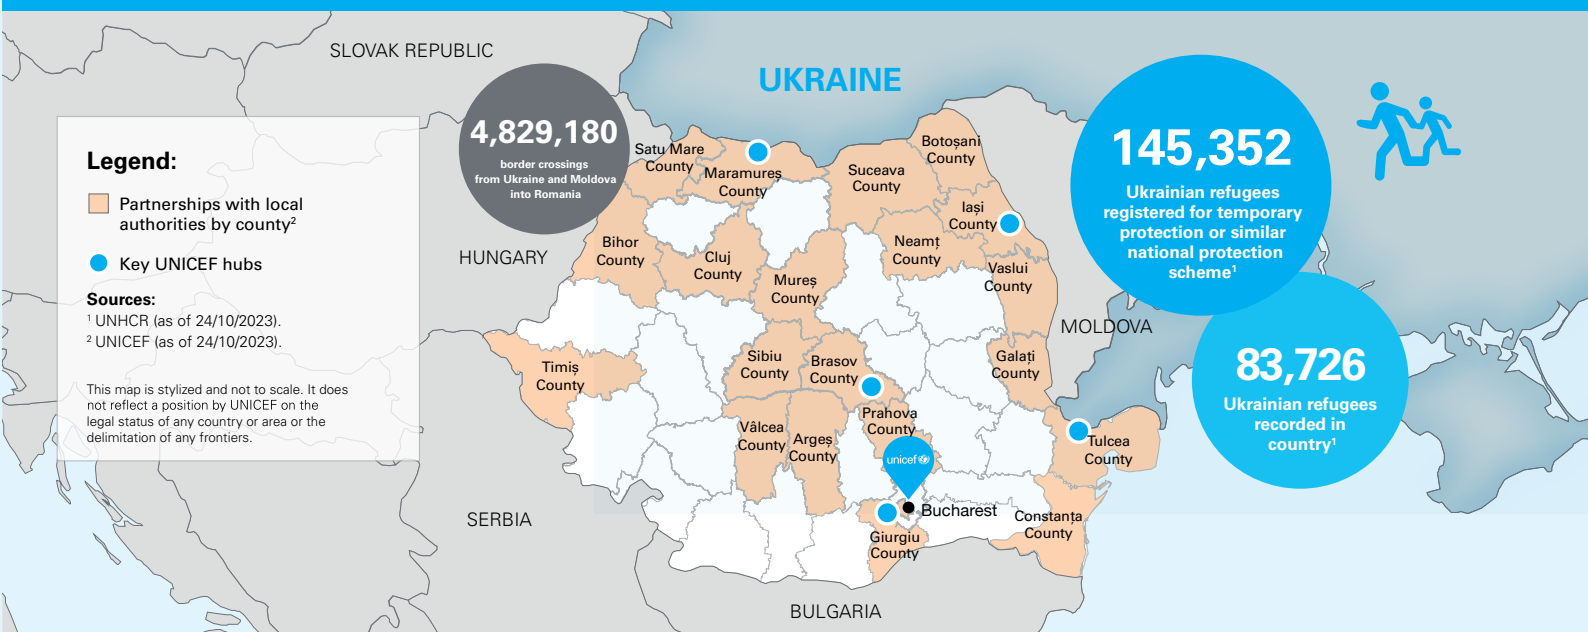 SLOVAK REPUBLIC
UKRAINE
4,829,180
border crossings
from Ukraine and Moldova
into Romania
145,352
Ukrainian refugees
registered for temporary
protection or similar
national protection
scheme¹
83,726
Ukrainian refugees
recorded in
country¹
Legend:
Partnerships with local
authorities by county²
Key UNICEF hubs
Sources:
¹ UNHCR (as of 24/10/2023).
² UNICEF (as of 24/10/2023).
This map is stylized and not to scale. It does
not reflect a position by UNICEF on the
legal status of any country or area or the
delimitation of any frontiers.
Satu Mare
County
Maramureș
County
Suceava
County
Botoșani
County
Iași
County
Bihor
County
Cluj
County
Mureș
County
Neamț
County
Vaslui
County
HUNGARY
MOLDOVA
Timiș
County
Sibiu
County
Brasov
County
Galați
County
Prahova
County
Vâlcea
County
Argeș
County
unicef
Tulcea
County
Bucharest
Constanța
County
Giurgiu
County
SERBIA
BULGARIA